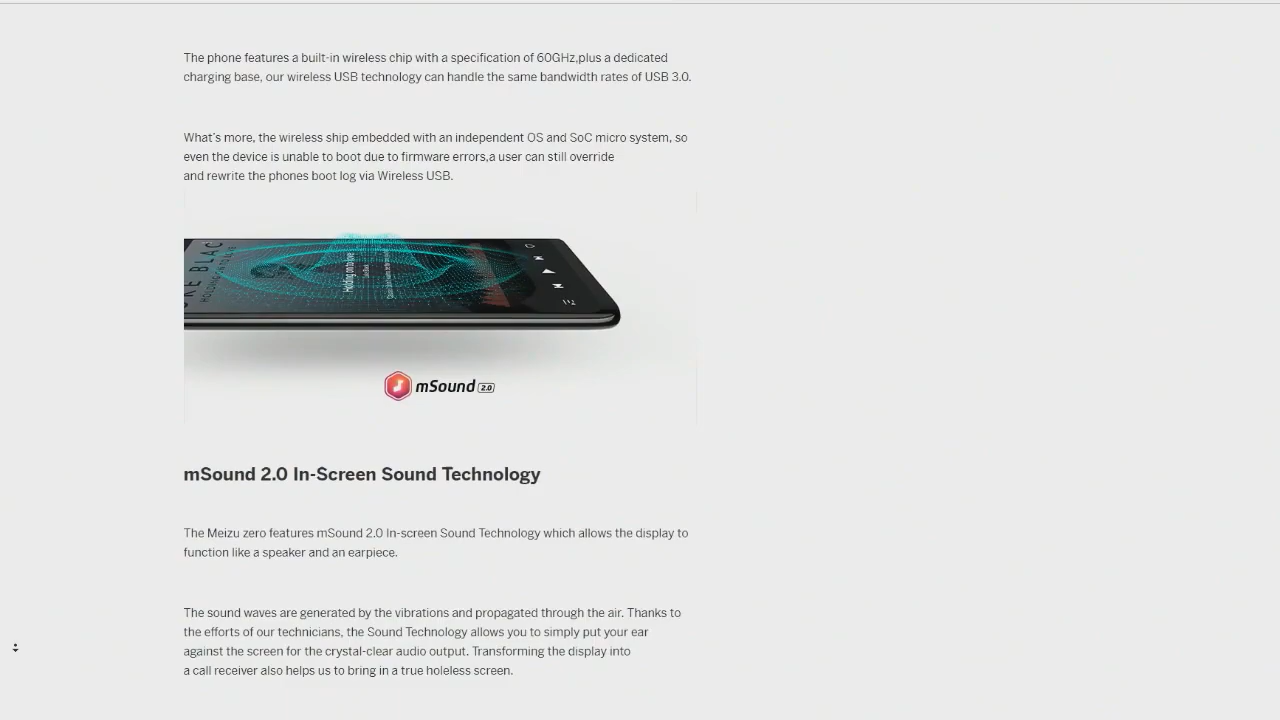 The phone features a built-in wireless chip with a specification of 60GHz,plus a dedicated
charging base, our wireless USB technology can handle the same bandwidth rates of USB 3.0.
What's more, the wireless ship embedded with an independent OS and SoC micro system, so
even the device is unable to boot due to firmware errors,a user can still override
and rewrite the phones boot log via Wireless USB.
Holding on to love
mSound 2.0
mSound 2.0 In-Screen Sound Technology
The Meizu zero features mSound 2.0 In-screen Sound Technology which allows the display to
function like a speaker and an earpiece.
The sound waves are generated by the vibrations and propagated through the air. Thanks to
the efforts of our technicians, the Sound Technology allows you to simply put your ear
against the screen for the crystal-clear audio output. Transforming the display into
a call receiver also helps us to bring in a true holeless screen.